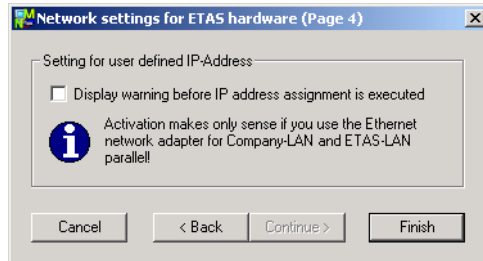 Network settings for ETAS hardware (Page 4)
Setting for user defined IP-Address
Display warning before IP address assignment is executed
Activation makes only sense if you use the Ethernet
network adapter for Company-LAN and ETAS-LAN
parallel!
Cancel
< Back
Continue >
Finish